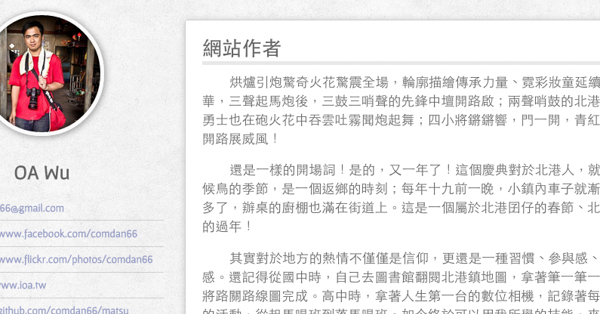 網站作者
烘爐引炮驚奇火花驚震全場，輪廓描繪傳承力量、霓彩妝童延續
華，三聲起馬炮後，三鼓三哨聲的先鋒中壇開路啟；兩聲哨鼓的北港
勇士也在砲火花中吞雲吐霧聞炮起舞；四小將鏘鏘響，門一開，青紅
開路展威風！
還是一樣的開場詞！是的，又一年了！這個慶典對於北港人，就
候鳥的季節，是一個返鄉的時刻；每年十九前一晚，小鎮內車子就漸
多了，辦桌的廚棚也滿在街道上。這是一個屬於北港囝仔的春節、北
的過年！
其實對於地方的熱情不僅僅是信仰，更還是一種習慣、參與感、
感。還記得從國中時，自己去圖書館翻閱北港鎮地圖，拿著筆一筆一
將路關路線圖完成。高中時，拿著人生第一台的數位相機，記錄著每
OA Wu
66@gmail.com
www.facebook.com/comdan66
www.flickr.com/photos/comdan66
www.ioa.tw
github.com/comdan66/matsu